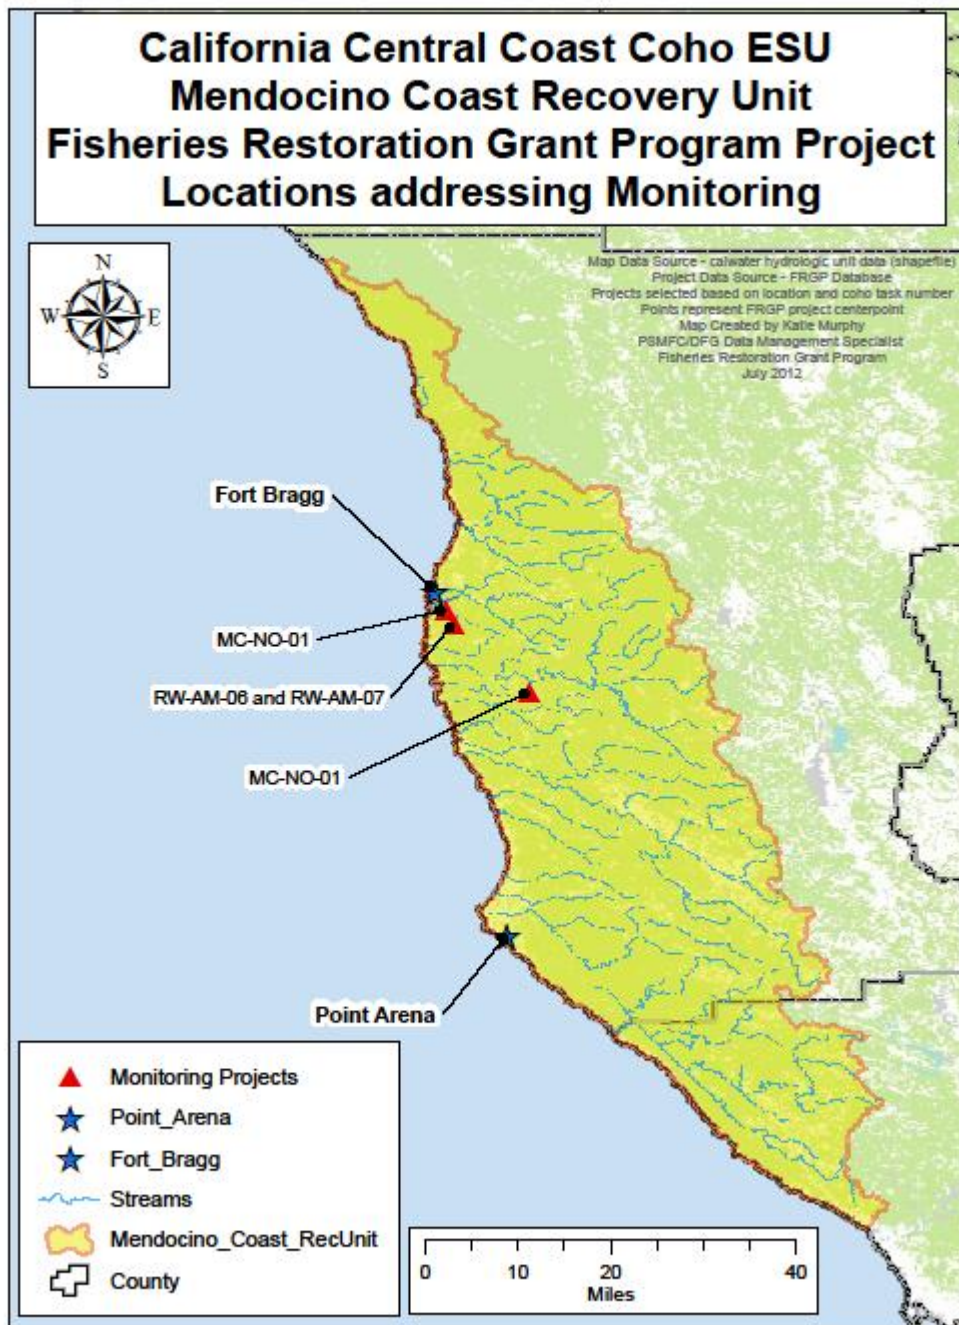 California Central Coast Coho ESU
Mendocino Coast Recovery Unit
Fisheries Restoration Grant Program Project
Locations addressing Monitoring
N
W E
S
Map Data Source - calwater hydrologic unit data (shapefile)
Project Data Source - FRGP Database
Projects selected based on location and coho task number
Points represent FRGP project centerpoint
Map Created by Katie Murphy
PSMFC/DFG Data Management Specialist
Fisheries Restoration Grant Program
July 2012
Fort Bragg
MC-NO-01
RW-AM-06 and RW-AM-07
MC-NO-01
Point Arena
Monitoring Projects
Point_Arena
Fort_Bragg
Streams
Mendocino_Coast_RecUnit
County
0 10 20 40
Miles